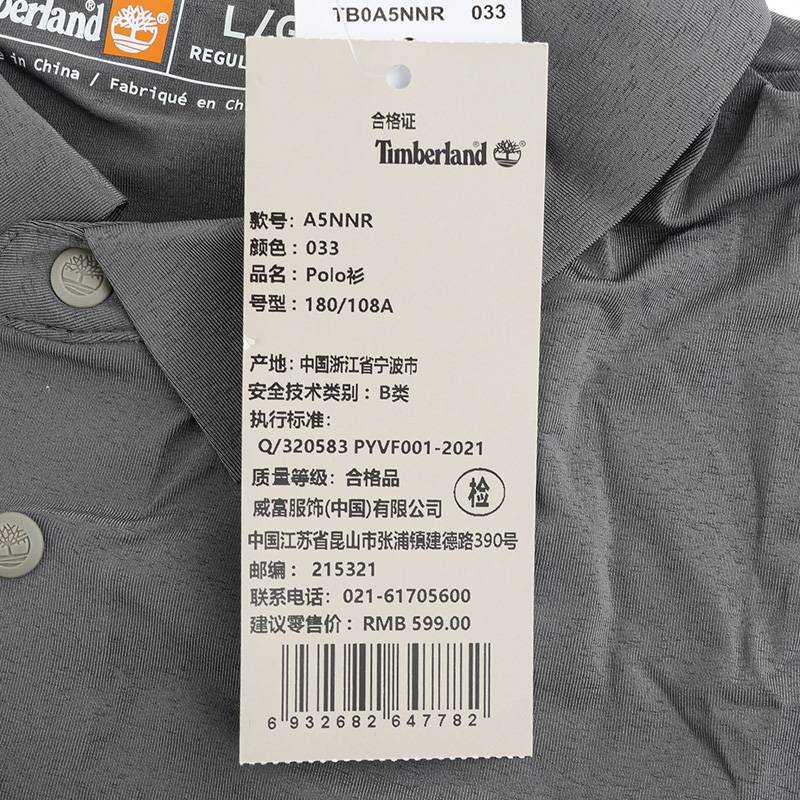 TB0A5NNR 033
berland®
L/G
REGUL
in China / Fabriqué en Ch
合格证
Timberland®
款号: A5NNR
颜色: 033
品名: Polo衫
号型: 180/108A
产地: 中国浙江省宁波市
安全技术类别: B类
执行标准:
Q/320583 PYVF001-2021
质量等级: 合格品
检
威富服饰(中国)有限公司
中国江苏省昆山市张浦镇建德路390号
邮编: 215321
联系电话: 021-61705600
建议零售价: RMB 599.00
6 932682 647782